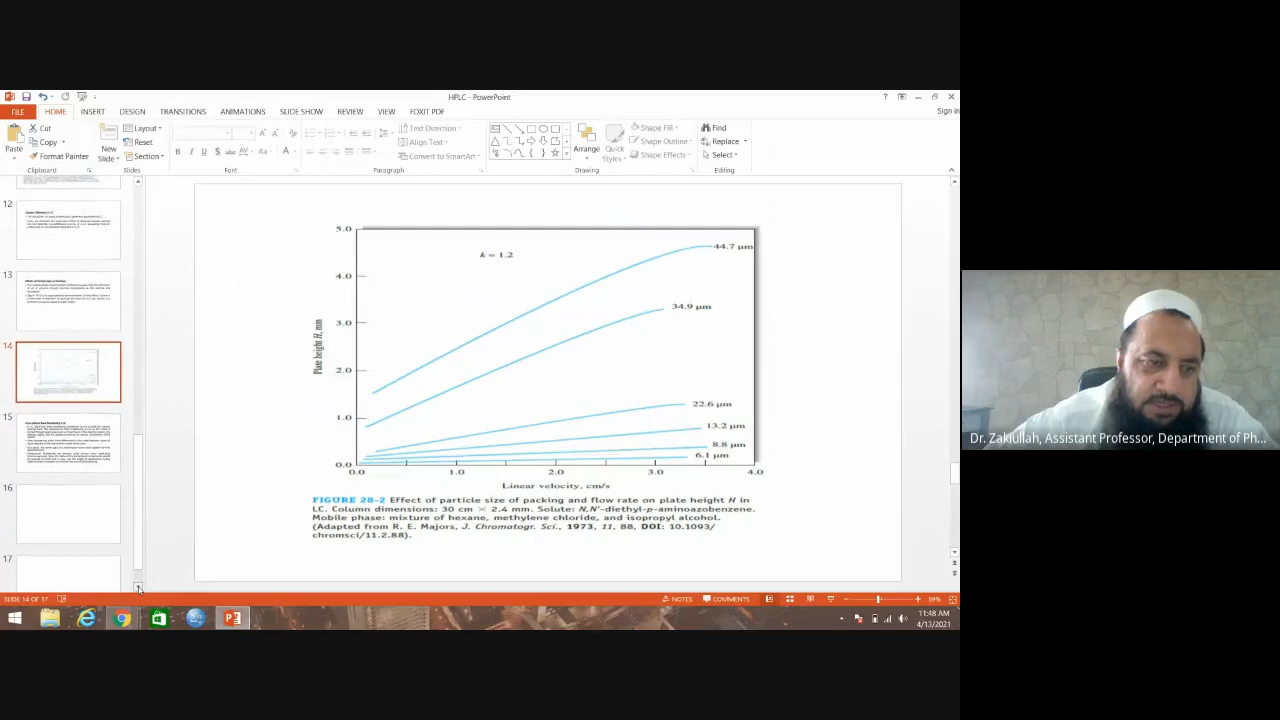 HPLC - PowerPoint
Sign in
FILE HOME INSERT DESIGN TRANSITIONS ANIMATIONS SLIDE SHOW REVIEW VIEW FOXIT PDF
Paste
Cut
Copy
Format Painter
Clipboard
New Slide
Layout
Reset
Section
Slides
Font
Text Direction
Align Text
Convert to SmartArt
Paragraph
Arrange
Quick Styles
Shape Fill
Shape Outline
Shape Effects
Drawing
Find
Replace
Select
Editing
12
13
14
15
16
17
5.0
4.0
3.0
2.0
1.0
0.0
Plate height H, mm
k = 1.2
44.7 µm
34.9 µm
22.6 µm
13.2 µm
8.8 µm
6.1 µm
0.0 1.0 2.0 3.0 4.0
Linear velocity, cm/s
FIGURE 28-2 Effect of particle size of packing and flow rate on plate height H in
LC. Column dimensions: 30 cm × 2.4 mm. Solute: N,N′-diethyl-p-aminoazobenzene.
Mobile phase: mixture of hexane, methylene chloride, and isopropyl alcohol.
(Adapted from R. E. Majors, J. Chromatogr. Sci., 1973, 11, 88, DOI: 10.1093/
chromsci/11.2.88).
Dr. Zakiullah, Assistant Professor, Department of Ph...
SLIDE 14 OF 17
NOTES
COMMENTS
89%
11:48 AM
4/13/2021